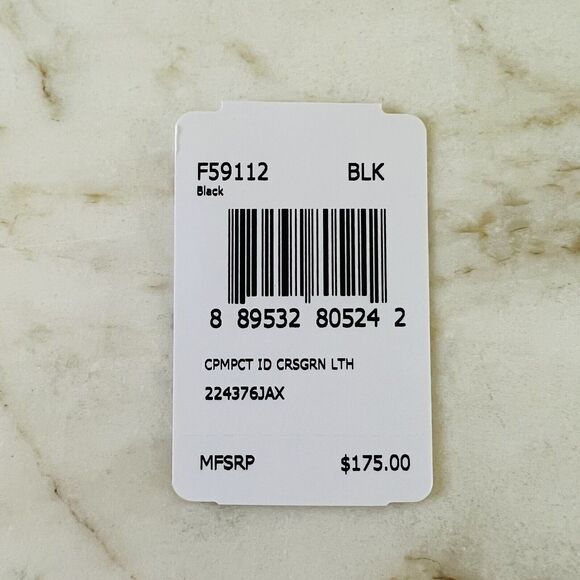 F59112 BLK
Black
8 89532 80524 2
CPMPCT ID CRSGRN LTH
224376JAX
MFSRP $175.00